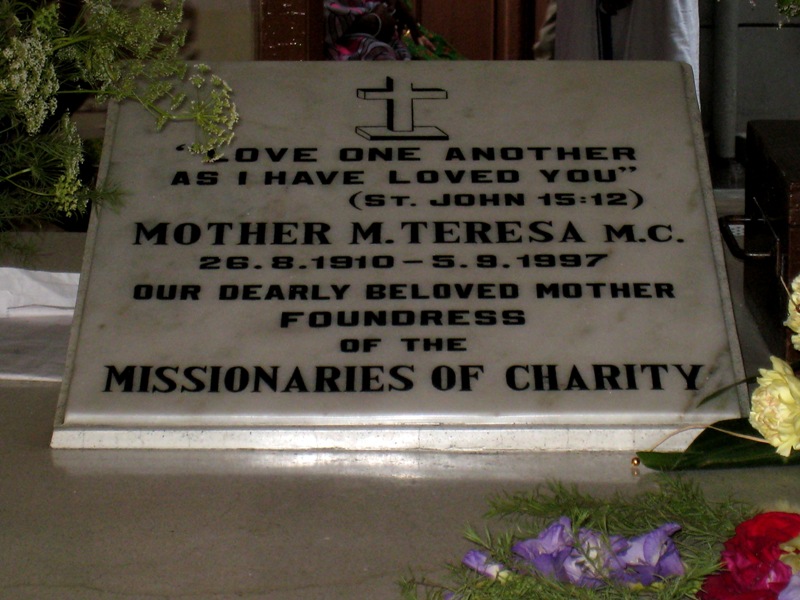 “LOVE ONE ANOTHER
AS I HAVE LOVED YOU”
(ST. JOHN 15:12)
MOTHER M. TERESA M.C.
26.8.1910 – 5.9.1997
OUR DEARLY BELOVED MOTHER
FOUNDRESS
OF THE
MISSIONARIES OF CHARITY